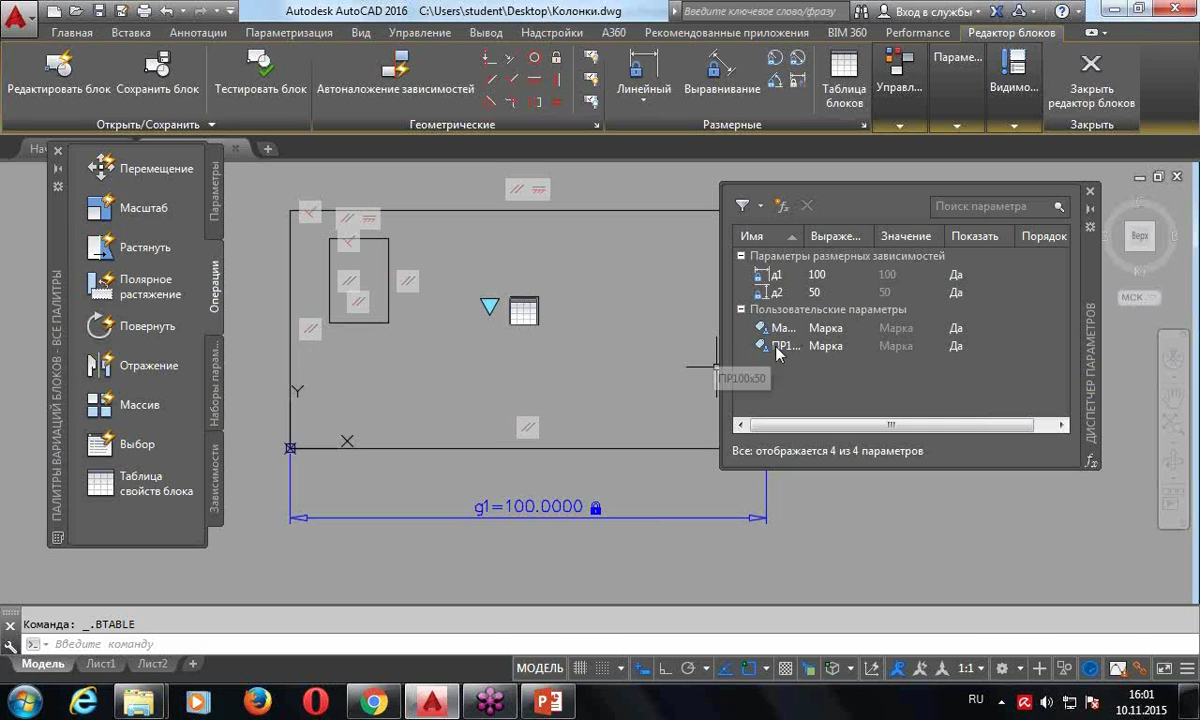 Autodesk AutoCAD 2016 C:\Users\student\Desktop\Колонки.dwg
Введите ключевое слово/фразу
Вход в службы
Главная Вставка Аннотации Параметризация Вид Управление Вывод Надстройки A360 Рекомендованные приложения BIM 360 Performance Редактор блоков
Редактировать блок Сохранить блок Тестировать блок Автоналожение зависимостей Линейный Выравнивание
Таблица блоков
Управл...
Параме...
Видимо...
Закрыть
редактор блоков
Открыть/Сохранить Геометрические Размерные Закрыть
Перемещение
Масштаб
Растянуть
Полярное
растяжение
Повернуть
Отражение
Массив
Выбор
Таблица
свойств блока
Параметры
Операции
Наборы парам...
Зависимости
ПАЛИТРЫ ВАРИАЦИЙ БЛОКОВ - ВСЕ ПАЛИТРЫ
Y
X
g1=100.0000
Поиск параметра
Имя Выраже... Значение Показать Порядок
Параметры размерных зависимостей
д1 100 100 Да
д2 50 50 Да
Пользовательские параметры
Ма... Марка Марка Да
ПР1... Марка Марка Да
ПР100x50
Все: отображается 4 из 4 параметров
ДИСПЕТЧЕР ПАРАМЕТРОВ
Верх
МСК
Команда: _.BTABLE
Введите команду
Модель Лист1 Лист2
МОДЕЛЬ 1:1
RU
16:01
10.11.2015